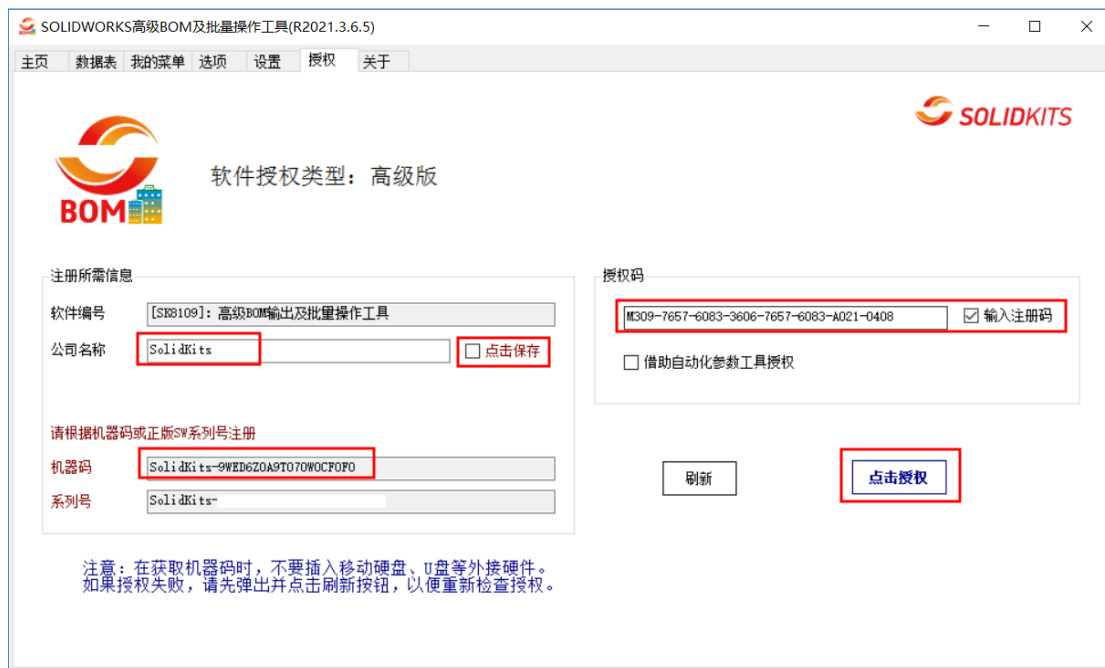 SOLIDWORKS高级BOM及批量操作工具(R2021.3.6.5)
主页 数据表 我的菜单 选项 设置 授权 关于
SOLIDKITS
BOM
软件授权类型：高级版
注册所需信息
软件编号 [SK8109]: 高级BOM输出及批量操作工具
公司名称 SolidKits 点击保存
请根据机器码或正版SW系列号注册
机器码 SolidKits-9WED6Z0A9T070W0CF0F0
系列号 SolidKits-
授权码
M309-7657-6083-3606-7657-6083-A021-0408 输入注册码
借助自动化参数工具授权
刷新 点击授权
注意：在获取机器码时，不要插入移动硬盘、U盘等外接硬件。
如果授权失败，请先弹出并点击刷新按钮，以便重新检查授权。